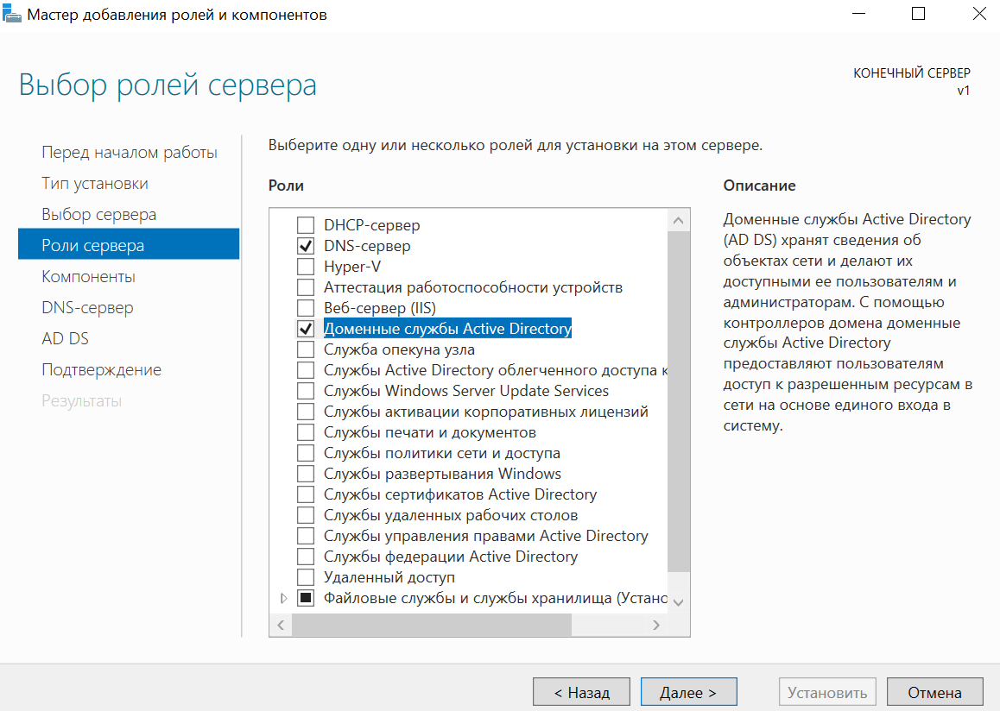 Мастер добавления ролей и компонентов
Выбор ролей сервера
КОНЕЧНЫЙ СЕРВЕР
v1
Перед началом работы
Тип установки
Выбор сервера
Роли сервера
Компоненты
DNS-сервер
AD DS
Подтверждение
Результаты
Выберите одну или несколько ролей для установки на этом сервере.
Роли
DHCP-сервер
DNS-сервер
Hyper-V
Аттестация работоспособности устройств
Веб-сервер (IIS)
Доменные службы Active Directory
Служба опекуна узла
Службы Active Directory облегченного доступа к
Службы Windows Server Update Services
Службы активации корпоративных лицензий
Службы печати и документов
Службы политики сети и доступа
Службы развертывания Windows
Службы сертификатов Active Directory
Службы удаленных рабочих столов
Службы управления правами Active Directory
Службы федерации Active Directory
Удаленный доступ
Файловые службы и службы хранилища (Устано
Описание
Доменные службы Active Directory
(AD DS) хранят сведения об
объектах сети и делают их
доступными ее пользователям и
администраторам. С помощью
контроллеров домена доменные
службы Active Directory
предоставляют пользователям
доступ к разрешенным ресурсам в
сети на основе единого входа в
систему.
< Назад
Далее >
Установить
Отмена